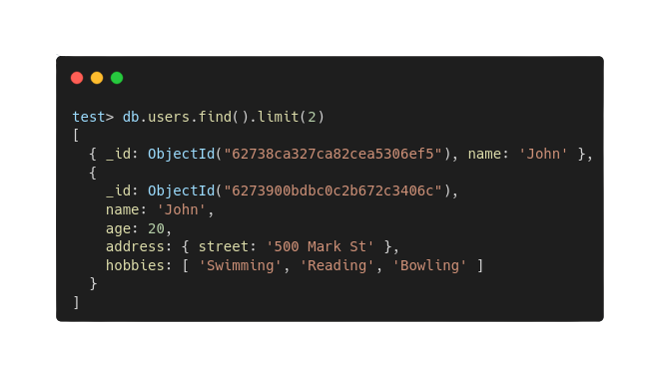 test> db.users.find().limit(2)
[
  { _id: ObjectId("62738ca327ca82cea5306ef5"), name: 'John' },
  {
    _id: ObjectId("6273900bdbc0c2b672c3406c"),
    name: 'John',
    age: 20,
    address: { street: '500 Mark St' },
    hobbies: [ 'Swimming', 'Reading', 'Bowling' ]
  }
]